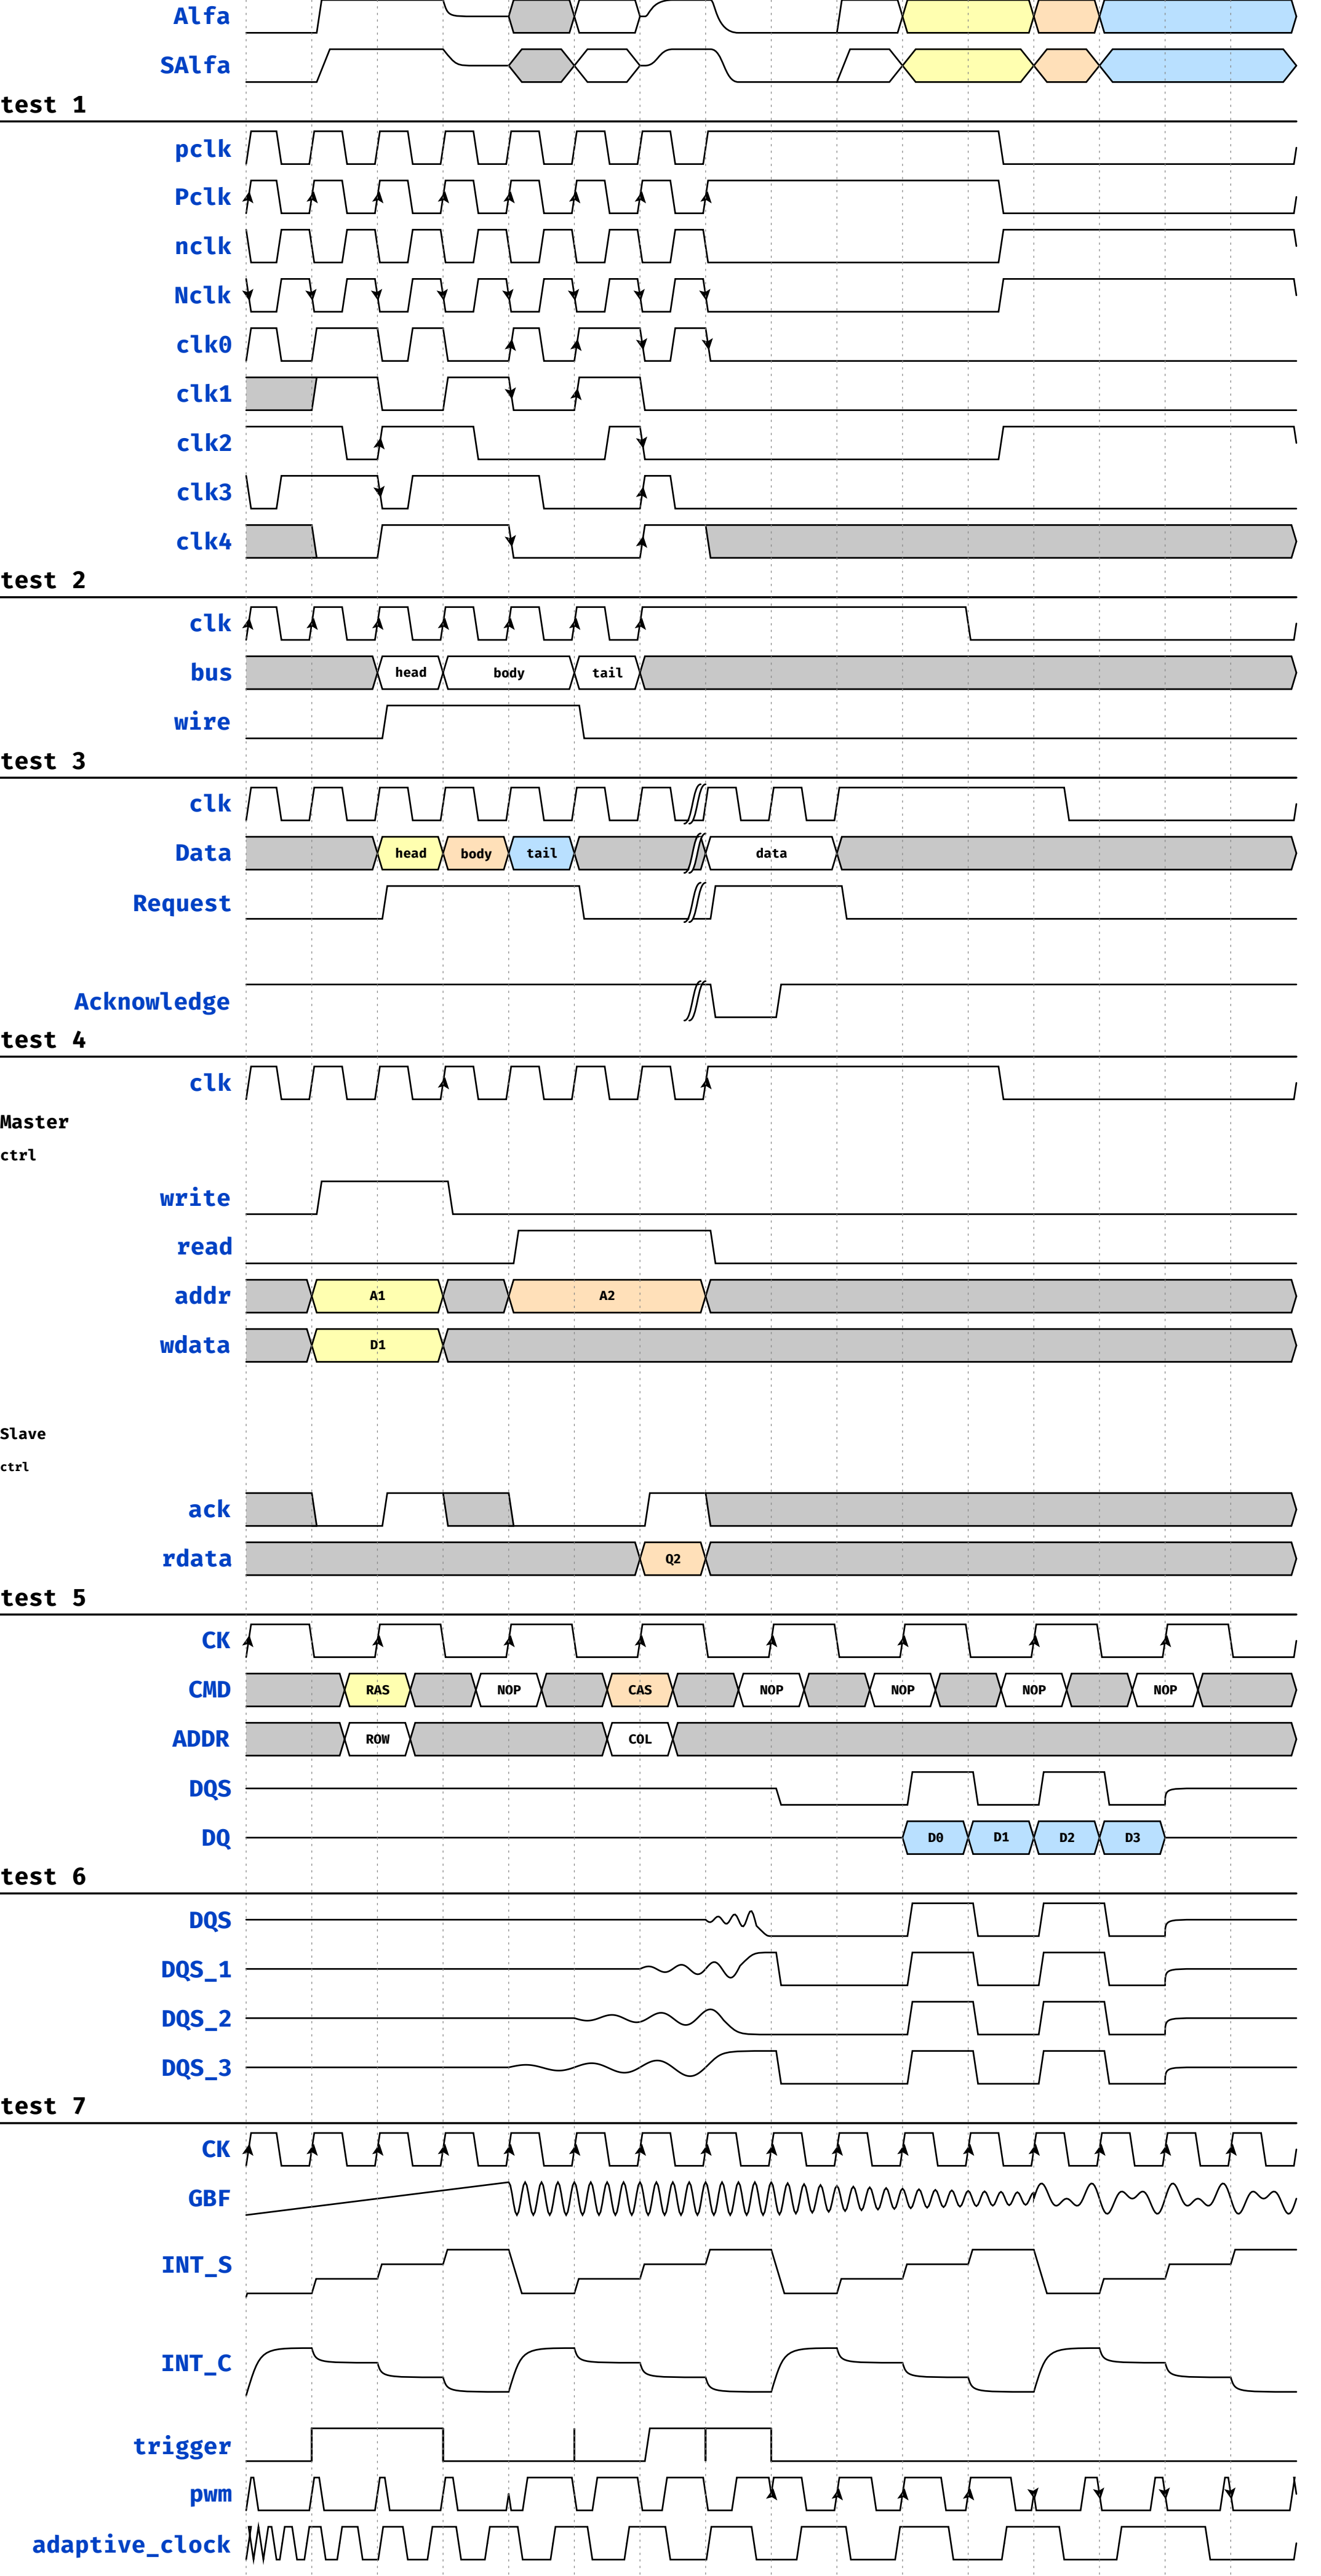 Alfa
SAlfa
test 1
pclk
Pclk
nclk
Nclk
clk0
clk1
clk2
clk3
clk4
test 2
clk
bus head body tail
wire
test 3
clk
Data head body tail data
Request
Acknowledge
test 4
clk
Master
ctrl
write
read
addr A1 A2
wdata D1
Slave
ctrl
ack
rdata Q2
test 5
CK
CMD RAS NOP CAS NOP NOP NOP NOP
ADDR ROW COL
DQS
DQ D0 D1 D2 D3
test 6
DQS
DQS_1
DQS_2
DQS_3
test 7
CK
GBF
INT_S
INT_C
trigger
pwm
adaptive_clock